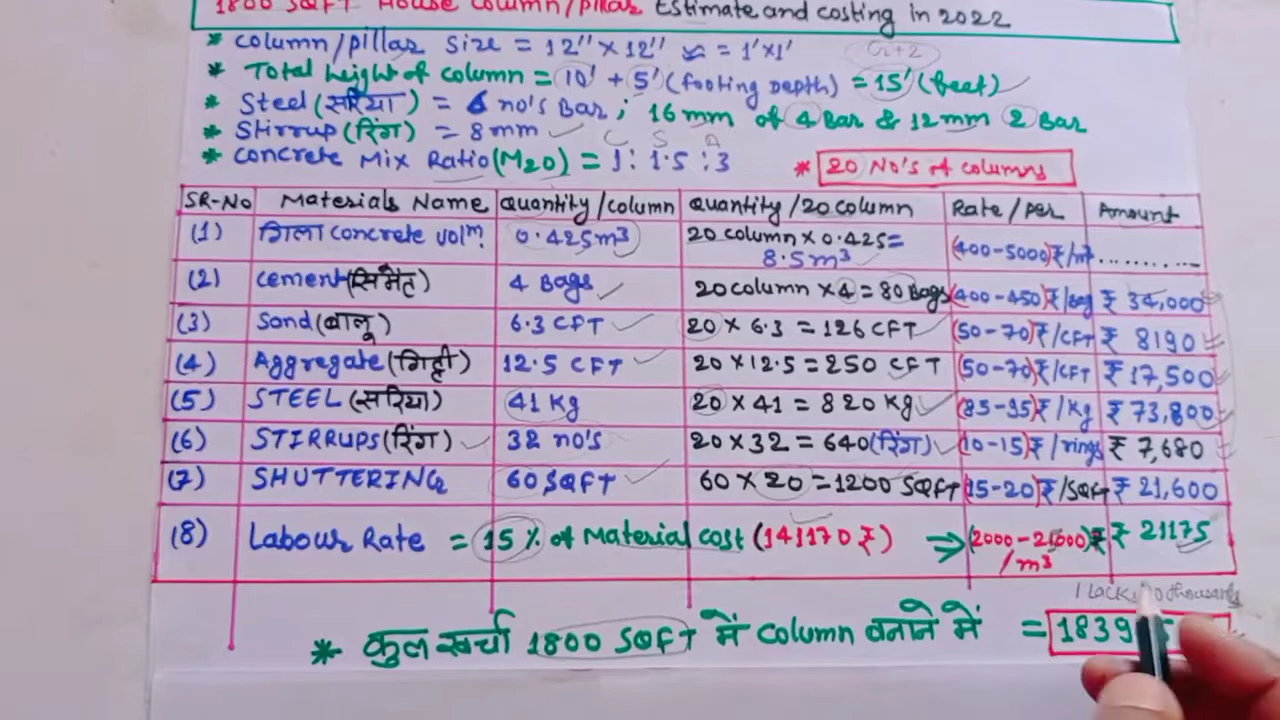 1800 SQFT House Column/pillar Estimate and costing in 2022
* Column/pillar Size = 12"×12" = 1'×1' G+2
* Total height of column = 10' + 5' (footing Depth) = 15' (feet)
* Steel (सरिया) = 6 no's Bar; 16mm of 4 Bar & 12mm 2 Bar
* Stirrup (रिंग) = 8mm
C S A
* Concrete Mix Ratio (M20) = 1:1.5:3 * 20 No's of columns
SR-No Materials Name Quantity/column Quantity/20 column Rate/per Amount
(1) गिला concrete volm. 0.425m³ 20 column × 0.425 = 8.5m³ (400-5000)₹/m³ ..........
(2) Cement (सिमेंट) 4 Bags 20 column × 4 = 80 Bags (400-450)₹/bag ₹ 34,000
(3) Sand (बालू) 6.3 CFT 20 × 6.3 = 126 CFT (50-70)₹/CFT ₹ 8190
(4) Aggregate (गिट्टी) 12.5 CFT 20 × 12.5 = 250 CFT (50-70)₹/CFT ₹ 17,500
(5) STEEL (सरिया) 41 Kg 20 × 41 = 820 Kg (85-95)₹/Kg ₹ 73,800
(6) STIRRUPS (रिंग) 32 no's 20 × 32 = 640 (रिंग) (10-15)₹/rings ₹ 7,680
(7) SHUTTERING 60 SQFT 60 × 20 = 1200 SQFT (15-20)₹/SQFT ₹ 21,600
(8) Labour Rate = 15% of Material cost (141170 ₹) ⇒ (2000-21000)₹/m³ ₹ 21175
1 lack thousand
* कुल खर्चा 1800 SQFT में Column बनाने में = 1839